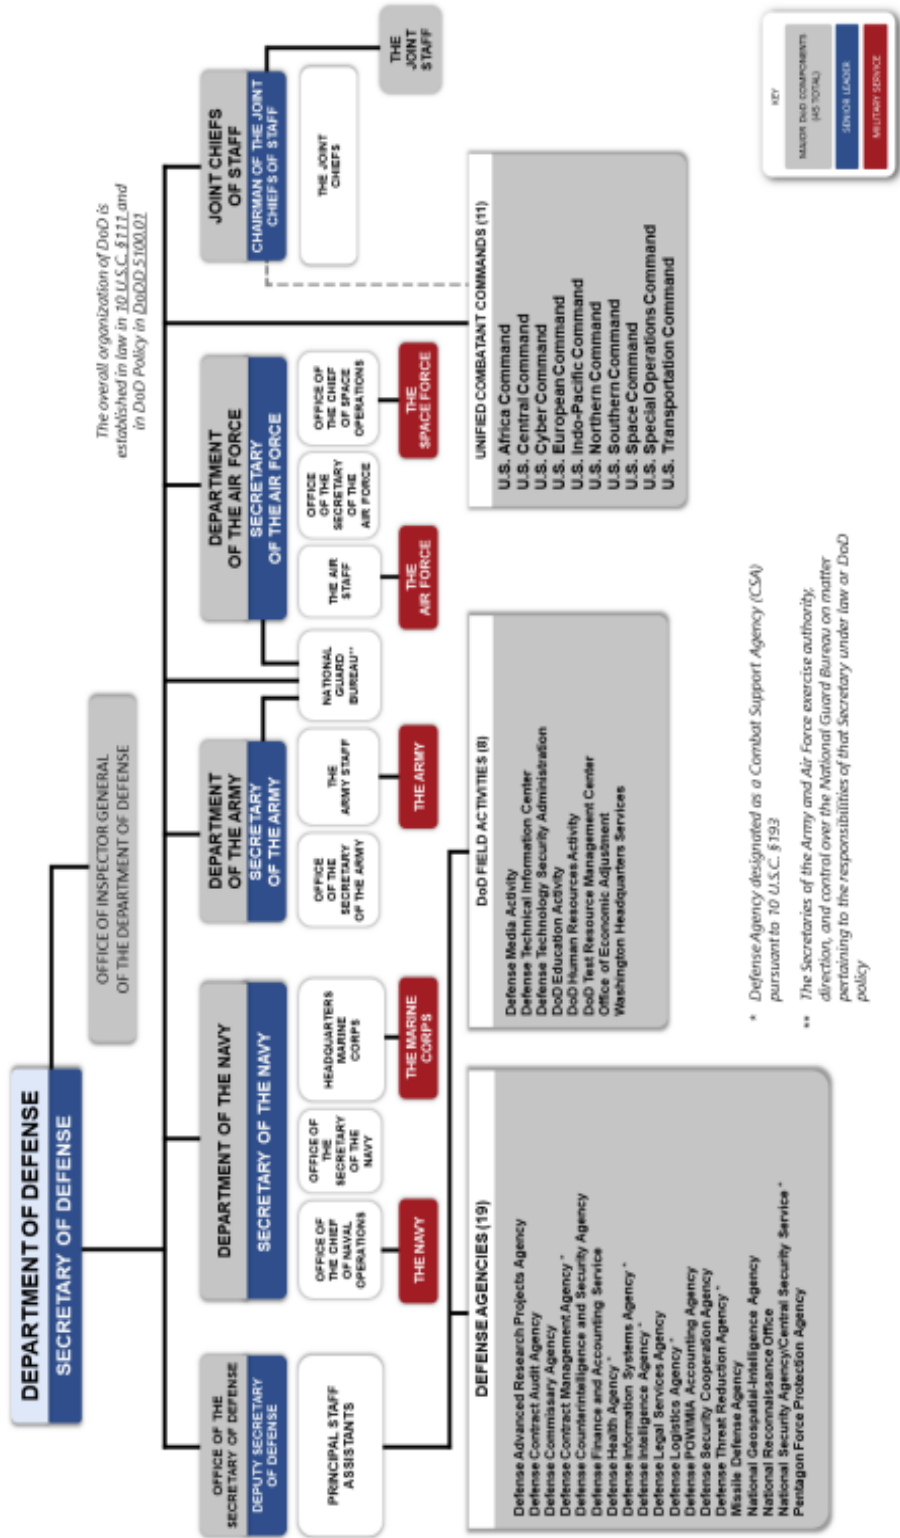 DEPARTMENT OF DEFENSE
SECRETARY OF DEFENSE
OFFICE OF INSPECTOR GENERAL
OF THE DEPARTMENT OF DEFENSE
The overall organization of DoD is
established in law in 10 U.S.C. §111 and
in DoD Policy in DoDD 5100.01
OFFICE OF THE
SECRETARY OF DEFENSE
DEPUTY SECRETARY
OF DEFENSE
PRINCIPAL STAFF
ASSISTANTS
DEPARTMENT OF THE NAVY
SECRETARY OF THE NAVY
OFFICE OF
THE CHIEF
OF NAVAL
OPERATIONS
OFFICE OF
THE
SECRETARY
OF THE
NAVY
HEADQUARTERS
MARINE
CORPS
THE NAVY
THE MARINE
CORPS
DEPARTMENT
OF THE ARMY
SECRETARY
OF THE ARMY
OFFICE
OF THE
SECRETARY
OF THE ARMY
THE
ARMY STAFF
THE ARMY
NATIONAL
GUARD
BUREAU**
DEPARTMENT
OF THE AIR FORCE
SECRETARY
OF THE AIR FORCE
THE AIR
STAFF
OFFICE
OF THE
SECRETARY
OF THE
AIR FORCE
OFFICE OF
THE CHIEF
OF SPACE
OPERATIONS
THE
AIR FORCE
THE
SPACE FORCE
JOINT CHIEFS
OF STAFF
CHAIRMAN OF THE JOINT
CHIEFS OF STAFF
THE JOINT
CHIEFS
THE
JOINT
STAFF
DEFENSE AGENCIES (19)
Defense Advanced Research Projects Agency
Defense Contract Audit Agency
Defense Commissary Agency
Defense Contract Management Agency *
Defense Counterintelligence and Security Agency
Defense Finance and Accounting Service
Defense Health Agency *
Defense Information Systems Agency *
Defense Intelligence Agency *
Defense Legal Services Agency
Defense Logistics Agency *
Defense POW/MIA Accounting Agency
Defense Security Cooperation Agency
Defense Threat Reduction Agency *
Missile Defense Agency
National Geospatial-Intelligence Agency
National Reconnaissance Office
National Security Agency/Central Security Service *
Pentagon Force Protection Agency
DoD FIELD ACTIVITIES (8)
Defense Media Activity
Defense Technical Information Center
Defense Technology Security Administration
DoD Education Activity
DoD Human Resources Activity
DoD Test Resource Management Center
Office of Economic Adjustment
Washington Headquarters Services
UNIFIED COMBATANT COMMANDS (11)
U.S. Africa Command
U.S. Central Command
U.S. Cyber Command
U.S. European Command
U.S. Indo-Pacific Command
U.S. Northern Command
U.S. Southern Command
U.S. Space Command
U.S. Special Operations Command
U.S. Transportation Command
* Defense Agency designated as a Combat Support Agency (CSA)
pursuant to 10 U.S.C. §193
** The Secretaries of the Army and Air Force exercise authority,
direction, and control over the National Guard Bureau on matter
pertaining to the responsibilities of that Secretary under law or DoD
policy
KEY
MAJOR DoD COMPONENTS
(45 TOTAL)
SENIOR LEADER
MILITARY SERVICE